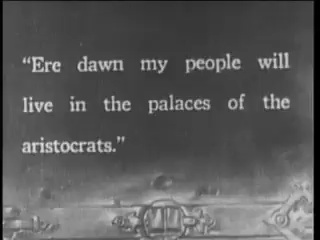 “Ere dawn my people will
live in the palaces of the
aristocrats.”